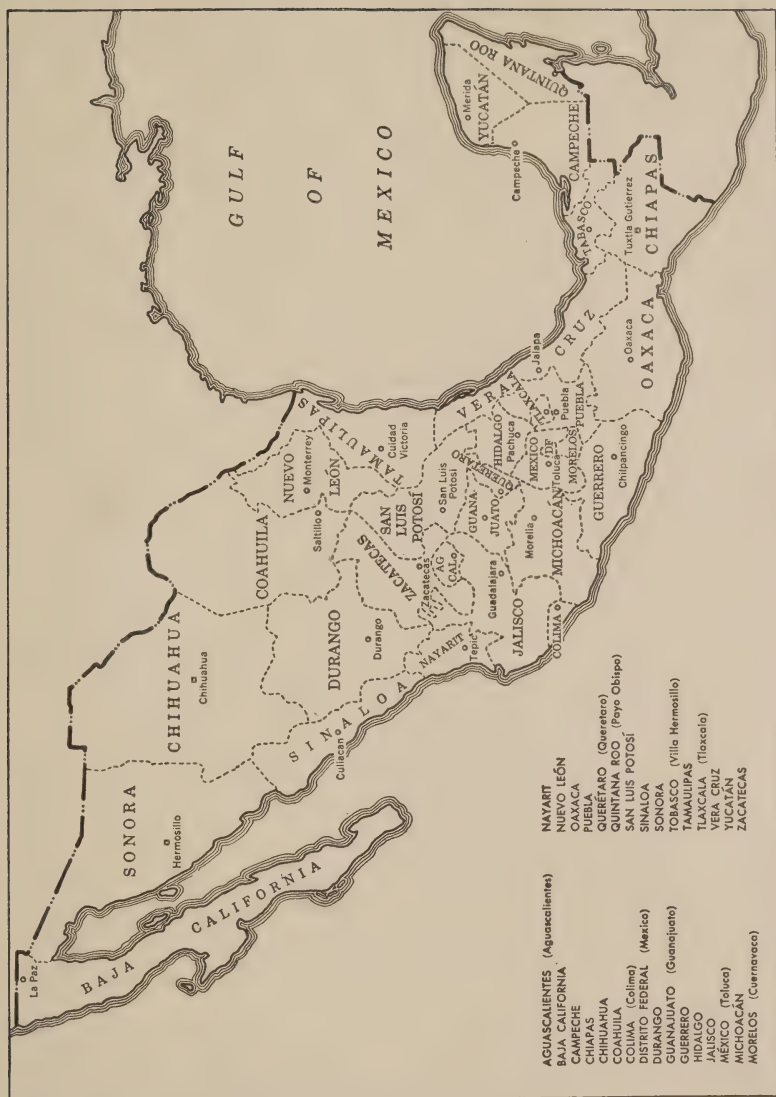 GULF
OF
MEXICO
La Paz
BAJA CALIFORNIA
SONORA
Hermosillo
CHIHUAHUA
Chihuahua
COAHUILA
Saltillo
NUEVO
LEÓN
Monterrey
TAMAULIPAS
Cuidad
Victoria
SINALOA
Culiacan
DURANGO
Durango
ZACATECAS
Zacatecas
SAN
LUIS
POTOSÍ
San Luis
Potosi
NAYARIT
Tepic
AG
CAL
JALISCO
Guadalajara
COLIMA
GUANA
JUATO
QUERETARO
HIDALGO
Pachuca
MICHOACÁN
Morelia
MEXICO
DF
Toluca
MORELOS
TLAXCALA
PUEBLA
Puebla
VERA CRUZ
Jalapa
GUERRERO
Chilpancingo
OAXACA
Oaxaca
TABASCO
CHIAPAS
Tuxtla Gutierrez
CAMPECHE
Campeche
YUCATÁN
Merida
QUINTANA ROO
AGUASCALIENTES (Aguascalientes)
BAJA CALIFORNIA
CAMPECHE
CHIAPAS
CHIHUAHUA
COAHUILA
COLIMA (Colima)
DISTRITO FEDERAL (Mexico)
DURANGO
GUANAJUATO (Guanajuato)
GUERRERO
HIDALGO
JALISCO
MÉXICO (Toluca)
MICHOACÁN
MORELOS (Cuernavaca)
NAYARIT
NUEVO LEÓN
OAXACA
PUEBLA
QUERÉTARO (Queretaro)
QUINTANA ROO (Payo Obispo)
SAN LUIS POTOSÍ
SINALOA
SONORA
TOBASCO (Villa Hermosillo)
TAMAULIPAS
TLAXCALA (Tlaxcala)
VERA CRUZ
YUCATÁN
ZACATECAS